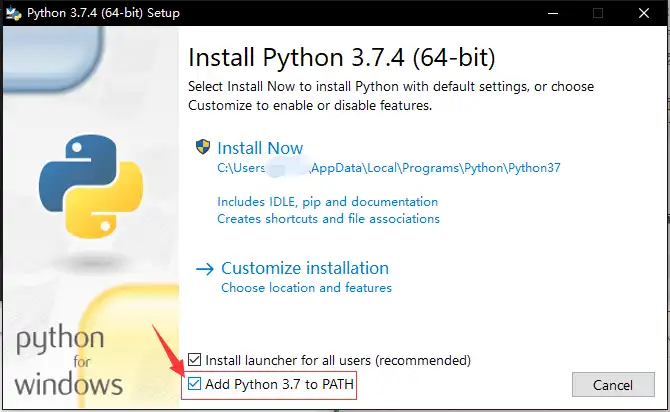 Python 3.7.4 (64-bit) Setup
Install Python 3.7.4 (64-bit)
Select Install Now to install Python with default settings, or choose
Customize to enable or disable features.
Install Now
C:\Users\AppData\Local\Programs\Python\Python37
Includes IDLE, pip and documentation
Creates shortcuts and file associations
Customize installation
Choose location and features
python
for
windows
Install launcher for all users (recommended)
Add Python 3.7 to PATH
Cancel